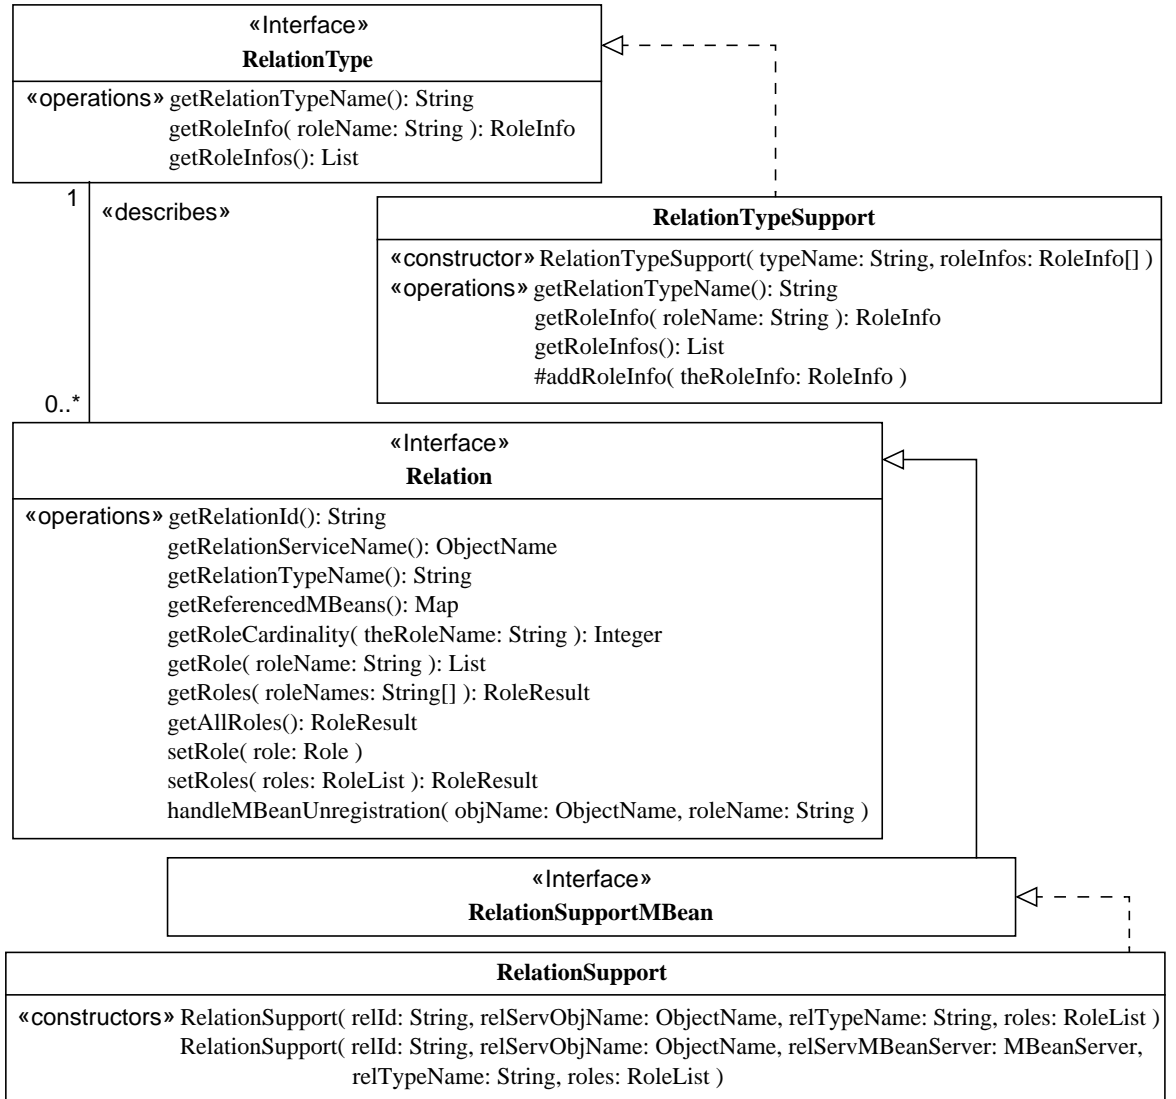 «Interface»
RelationType
«operations» getRelationTypeName(): String
getRoleInfo( roleName: String ): RoleInfo
getRoleInfos(): List
1
«describes»
RelationTypeSupport
«constructor» RelationTypeSupport( typeName: String, roleInfos: RoleInfo[] )
«operations» getRelationTypeName(): String
getRoleInfo( roleName: String ): RoleInfo
getRoleInfos(): List
#addRoleInfo( theRoleInfo: RoleInfo )
0..*
«Interface»
Relation
«operations» getRelationId(): String
getRelationServiceName(): ObjectName
getRelationTypeName(): String
getReferencedMBeans(): Map
getRoleCardinality( theRoleName: String ): Integer
getRole( roleName: String ): List
getRoles( roleNames: String[] ): RoleResult
getAllRoles(): RoleResult
setRole( role: Role )
setRoles( roles: RoleList ): RoleResult
handleMBeanUnregistration( objName: ObjectName, roleName: String )
«Interface»
RelationSupportMBean
RelationSupport
«constructors» RelationSupport( relId: String, relServObjName: ObjectName, relTypeName: String, roles: RoleList )
RelationSupport( relId: String, relServObjName: ObjectName, relServMBeanServer: MBeanServer,
relTypeName: String, roles: RoleList )